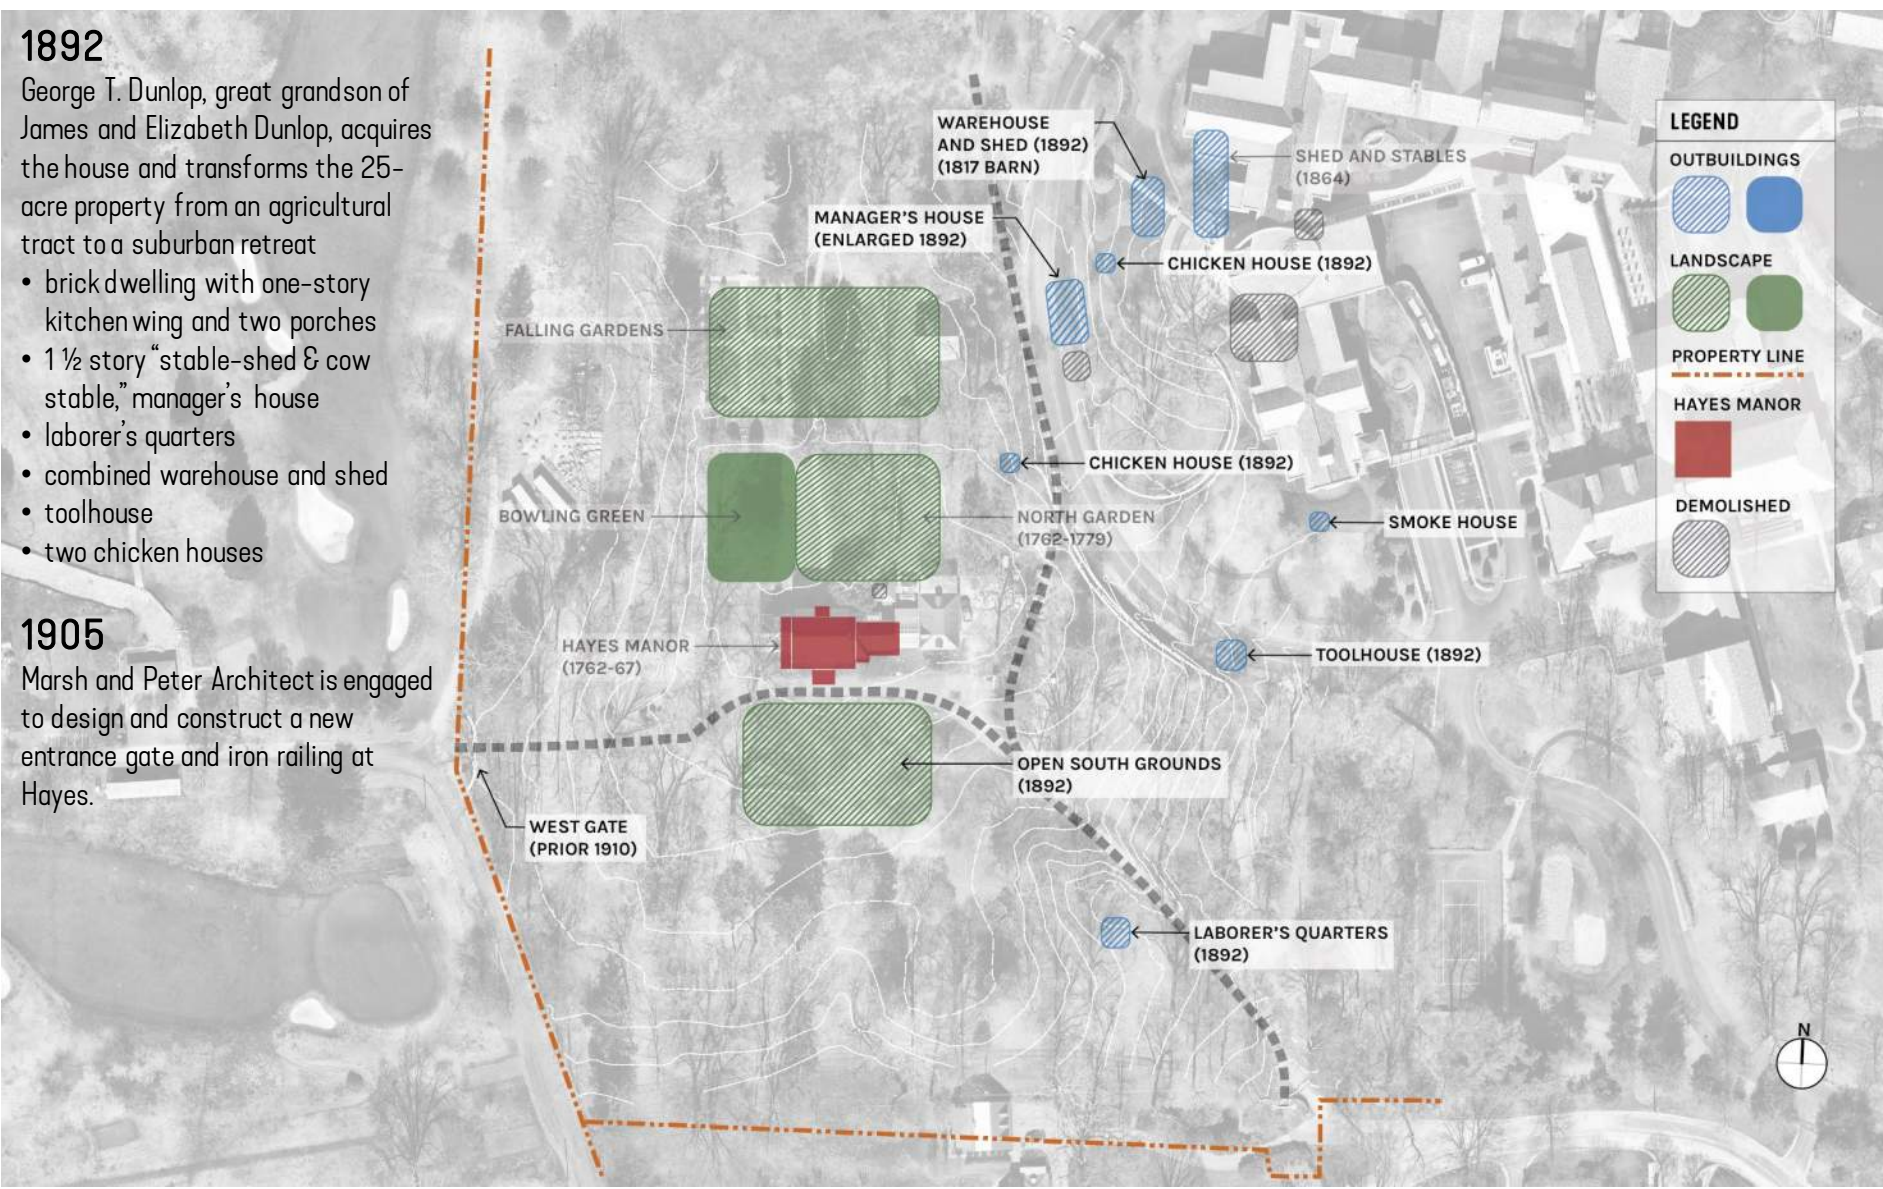 1892
George T. Dunlop, great grandson of
James and Elizabeth Dunlop, acquires
the house and transforms the 25-
acre property from an agricultural
tract to a suburban retreat
• brick dwelling with one-story
kitchen wing and two porches
• 1 ½ story “stable-shed & cow
stable,” manager’s house
• laborer’s quarters
• combined warehouse and shed
• toolhouse
• two chicken houses
1905
Marsh and Peter Architect is engaged
to design and construct a new
entrance gate and iron railing at
Hayes.
WAREHOUSE
AND SHED (1892)
(1817 BARN)
SHED AND STABLES
(1864)
MANAGER’S HOUSE
(ENLARGED 1892)
CHICKEN HOUSE (1892)
FALLING GARDENS
CHICKEN HOUSE (1892)
BOWLING GREEN
NORTH GARDEN
(1762-1779)
SMOKE HOUSE
HAYES MANOR
(1762-67)
TOOLHOUSE (1892)
OPEN SOUTH GROUNDS
(1892)
WEST GATE
(PRIOR 1910)
LABORER’S QUARTERS
(1892)
LEGEND
OUTBUILDINGS
LANDSCAPE
PROPERTY LINE
HAYES MANOR
DEMOLISHED
N